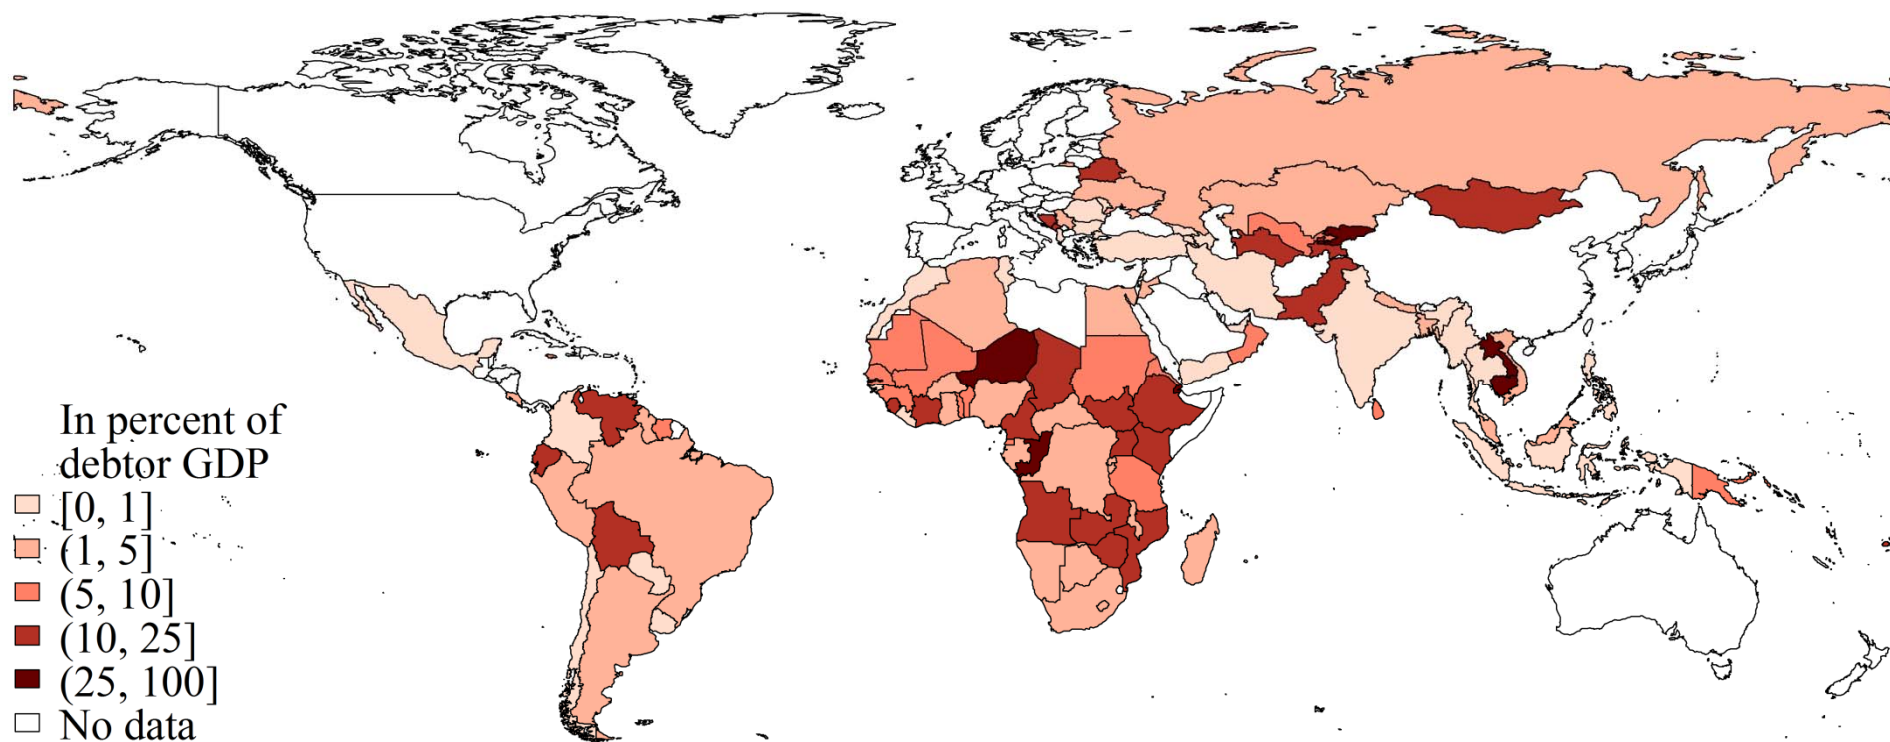 In percent of
debtor GDP
[0, 1]
(1, 5]
(5, 10]
(10, 25]
(25, 100]
No data